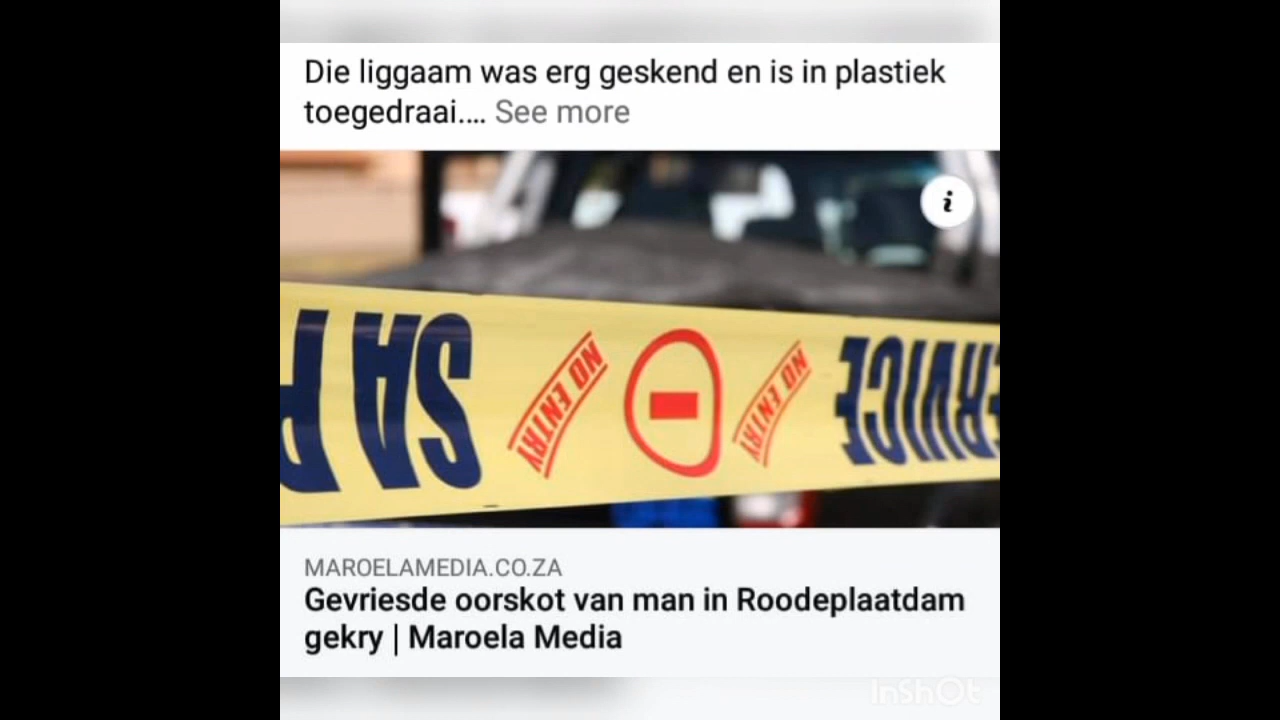 Die liggaam was erg geskend en is in plastiek
toegedraai.... See more
i
SA P
NO ENTRY
NO ENTRY
ERVICE
MAROELAMEDIA.CO.ZA
Gevriesde oorskot van man in Roodeplaatdam
gekry | Maroela Media
InShOt